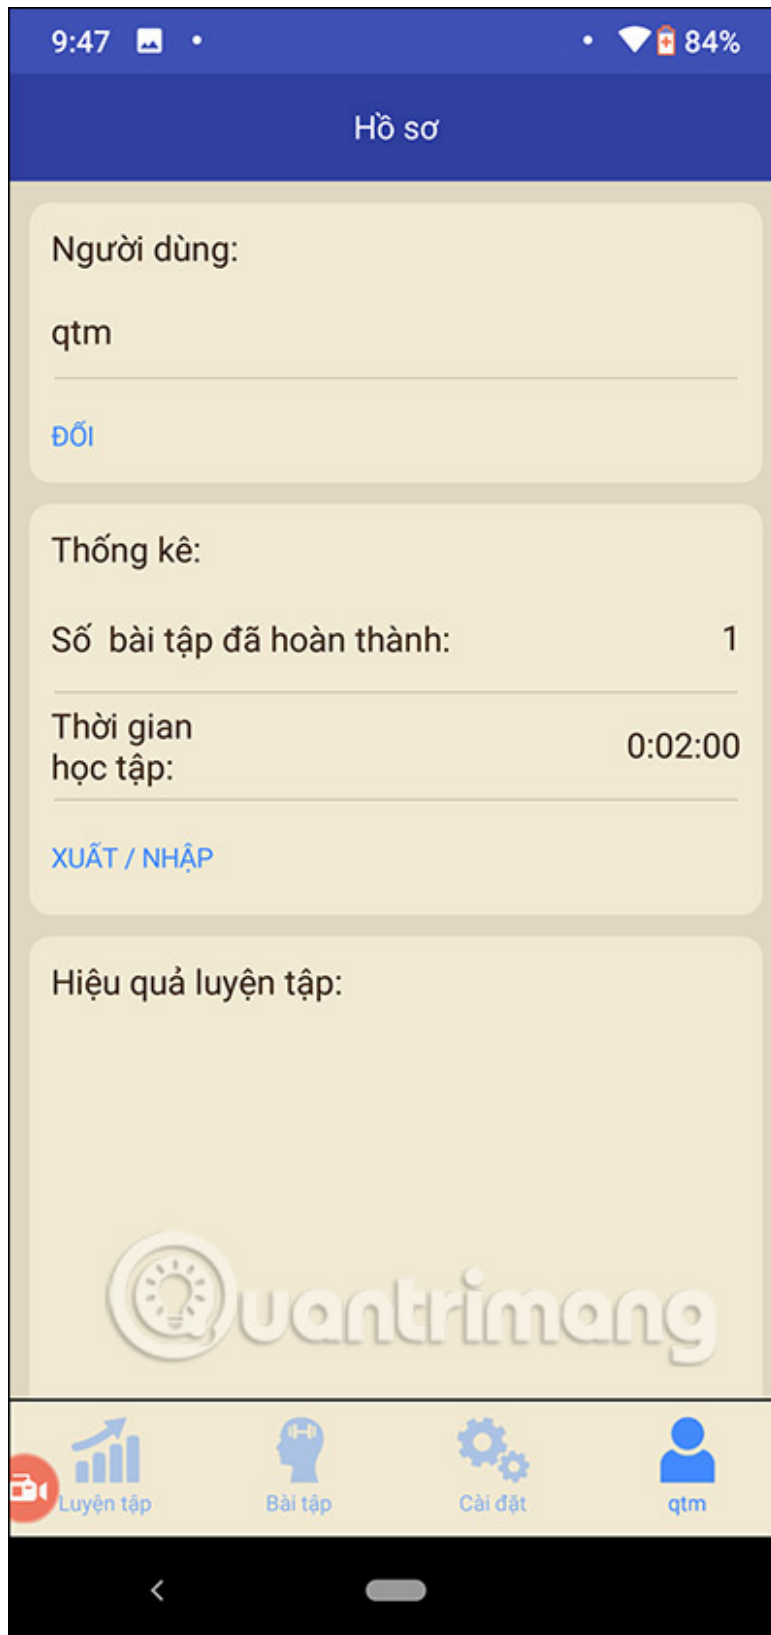 9:47
84%
Hồ sơ
Người dùng:
qtm
ĐỐI
Thống kê:
Số bài tập đã hoàn thành: 1
Thời gian
học tập:
0:02:00
XUẤT / NHẬP
Hiệu quả luyện tập:
Quantrimang
Luyện tập
Bài tập
Cài đặt
qtm